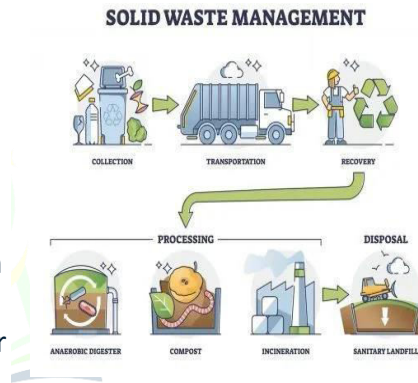 SOLID WASTE MANAGEMENT
COLLECTION TRANSPORTATION RECOVERY
PROCESSING DISPOSAL
ANAEROBIC DIGESTER COMPOST INCINERATION SANITARY LANDFILL